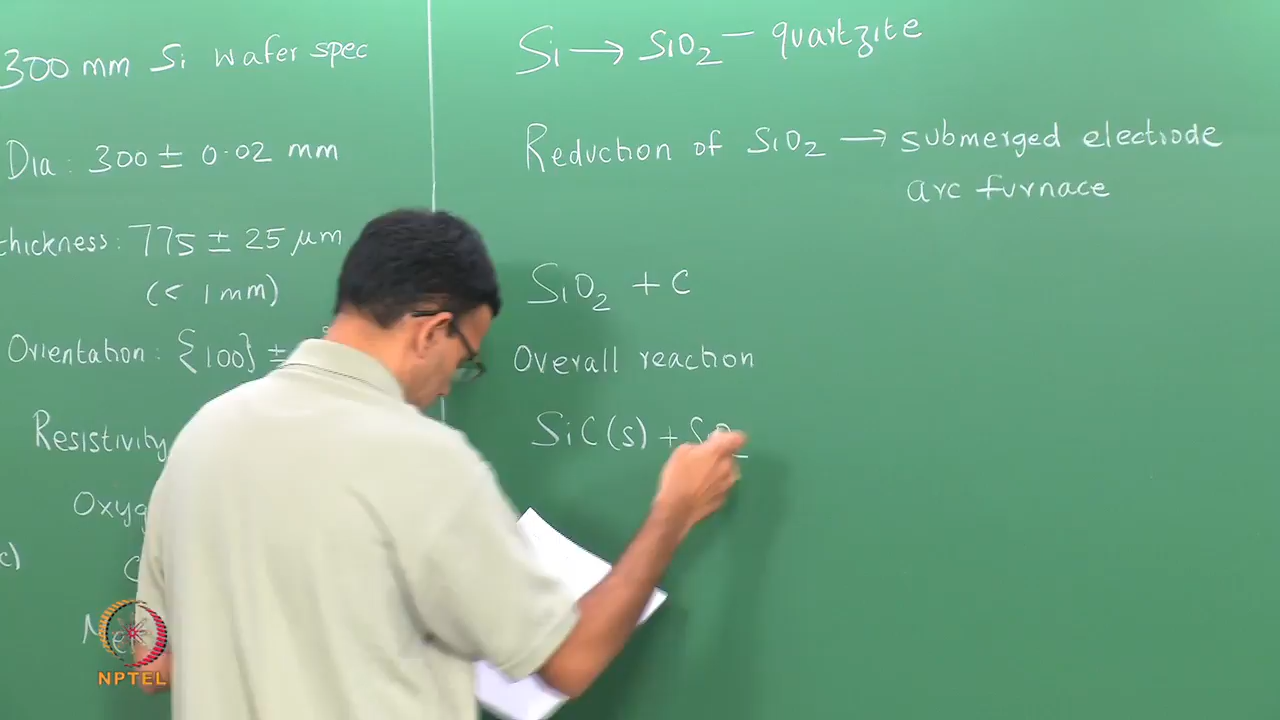 300 mm Si wafer spec
Dia : 300 ± 0.02 mm
thickness : 775 ± 25 μm
(< 1 mm)
Orientation : {100} ±
Resistivity
Oxyg
c)
Si → SiO₂ – quartzite
Reduction of SiO₂ → submerged electrode
arc furnace
SiO₂ + C
Overall reaction
SiC (s) + SiO
NPTEL